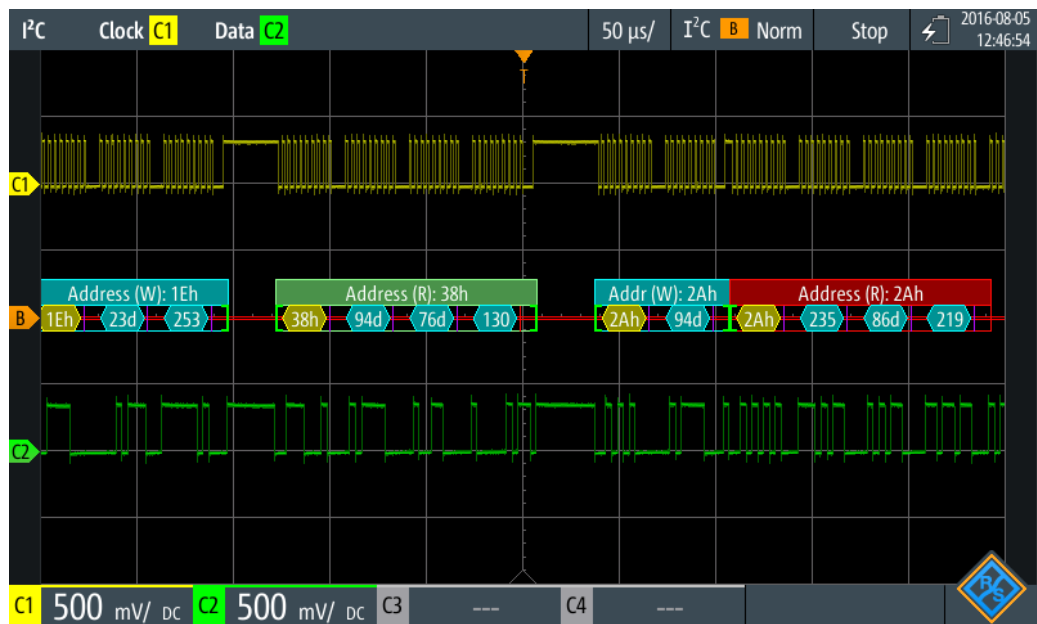 I²C Clock C1 Data C2 50 µs/ I²C B Norm Stop 2016-08-05
12:46:54
T
C1
Address (W): 1Eh Address (R): 38h Addr (W): 2Ah Address (R): 2Ah
B 1Eh 23d 253 38h 94d 76d 130 2Ah 94d 2Ah 235 86d 219
C2
C1 500 mV/ DC C2 500 mV/ DC C3 --- C4 ---
R&S